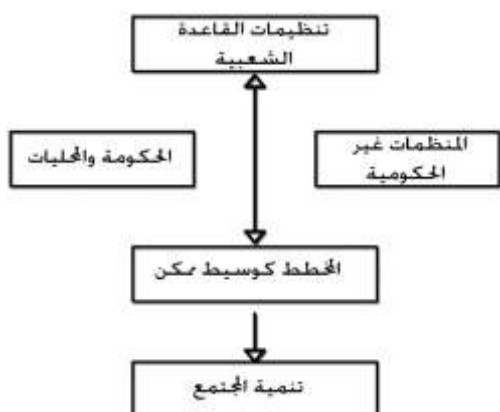 تنظيمات القاعدة
الشعبية
المنظمات غير
الحكومية
الحكومة والمحليات
المخطط كوسيط ممكن
تنمية المجتمع